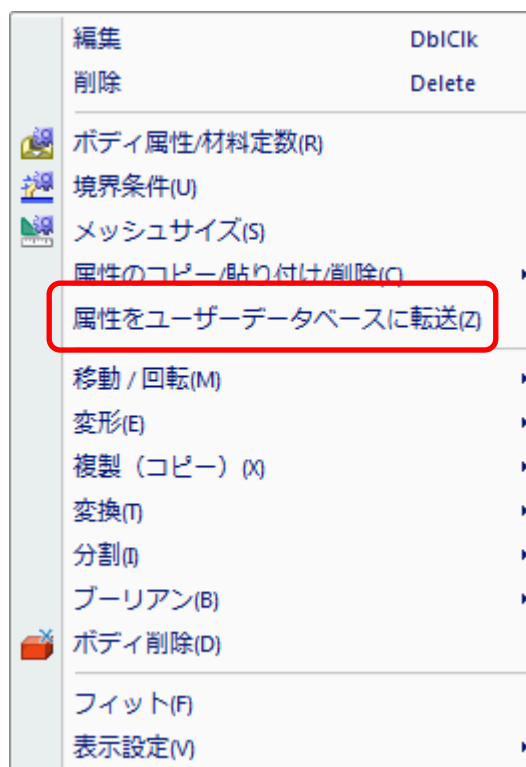 編集 DblClk
削除 Delete
ボディ属性/材料定数(R)
境界条件(U)
メッシュサイズ(S)
属性のコピー/貼り付け/削除(C)
属性をユーザーデータベースに転送(Z)
移動 / 回転(M)
変形(E)
複製（コピー）(X)
変換(T)
分割(I)
ブーリアン(B)
ボディ削除(D)
フィット(F)
表示設定(V)